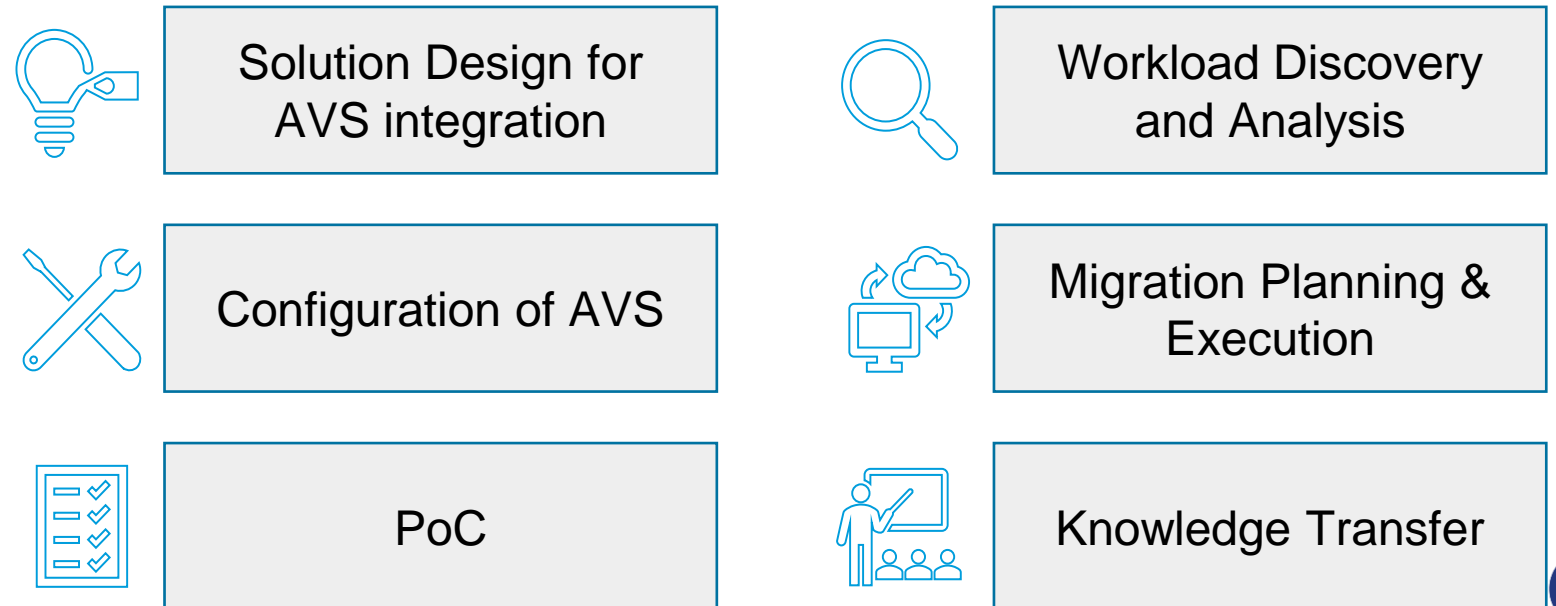 Solution Design for
AVS integration
Workload Discovery
and Analysis
Configuration of AVS
Migration Planning &
Execution
PoC
Knowledge Transfer